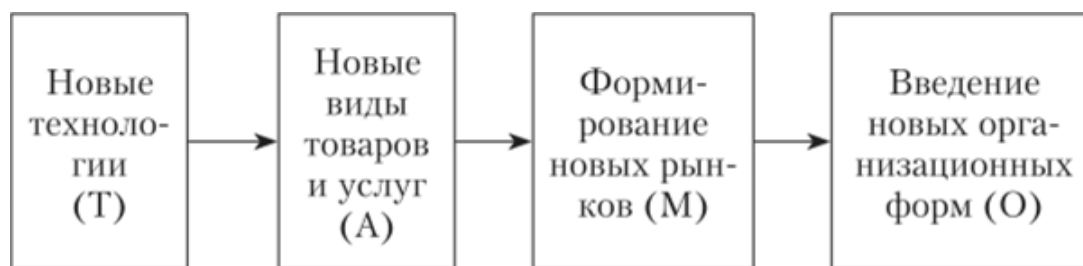 Новые
техноло-
гии
(Т)
Новые
виды
товаров
и услуг
(А)
Форми-
рование
новых рын-
ков (М)
Введение
новых орга-
низационных
форм (О)